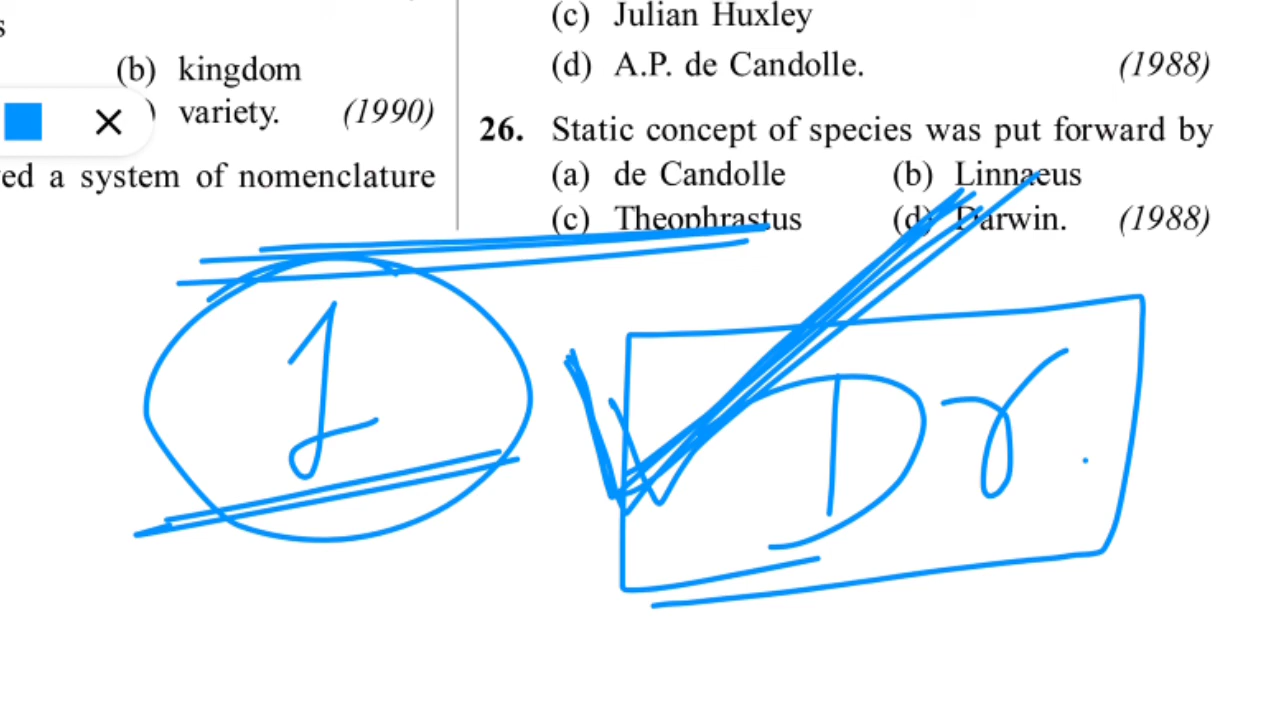 s
(b) kingdom
) variety. (1990)
ed a system of nomenclature
(c) Julian Huxley
(d) A.P. de Candolle. (1988)
26. Static concept of species was put forward by
(a) de Candolle (b) Linnaeus
(c) Theophrastus (d) Darwin. (1988)
1
Dr.